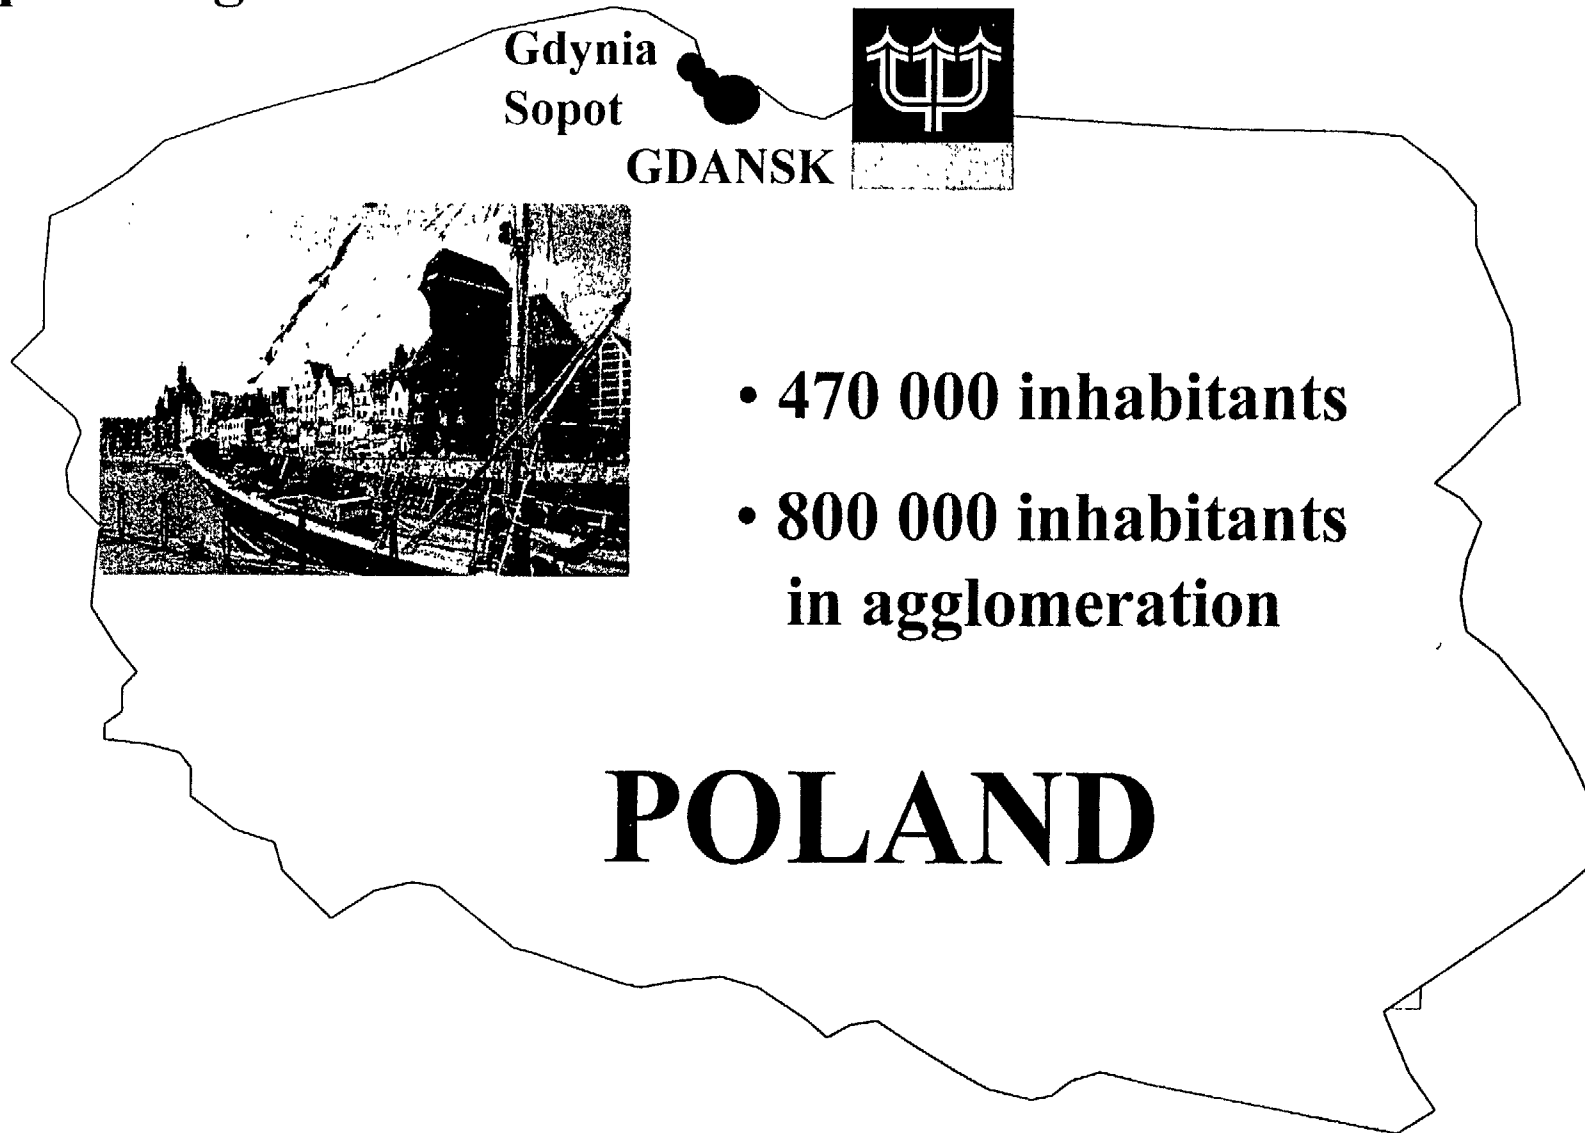 Gdynia
Sopot
GDANSK
• 470 000 inhabitants
• 800 000 inhabitants
in agglomeration
POLAND